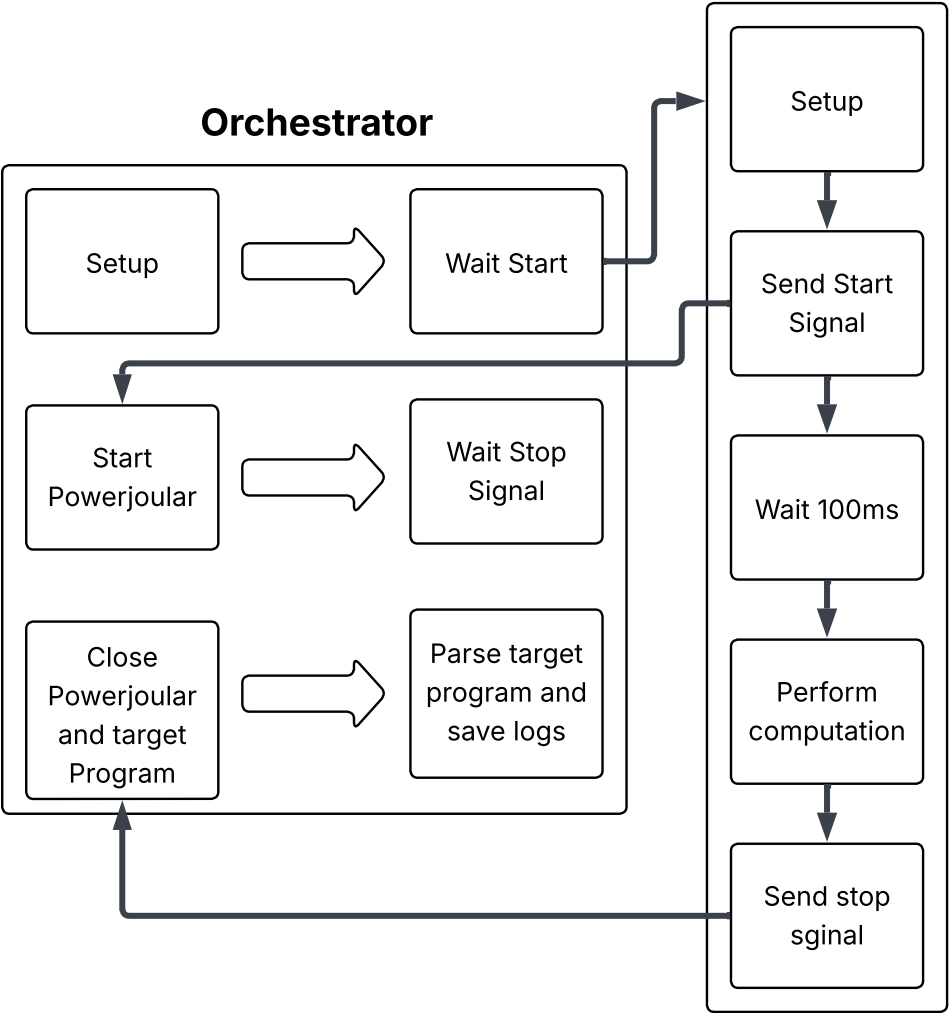 Orchestrator
Setup
Wait Start
Start
Powerjoular
Wait Stop
Signal
Close
Powerjoular
and target
Program
Parse target
program and
save logs
Setup
Send Start
Signal
Wait 100ms
Perform
computation
Send stop
sginal